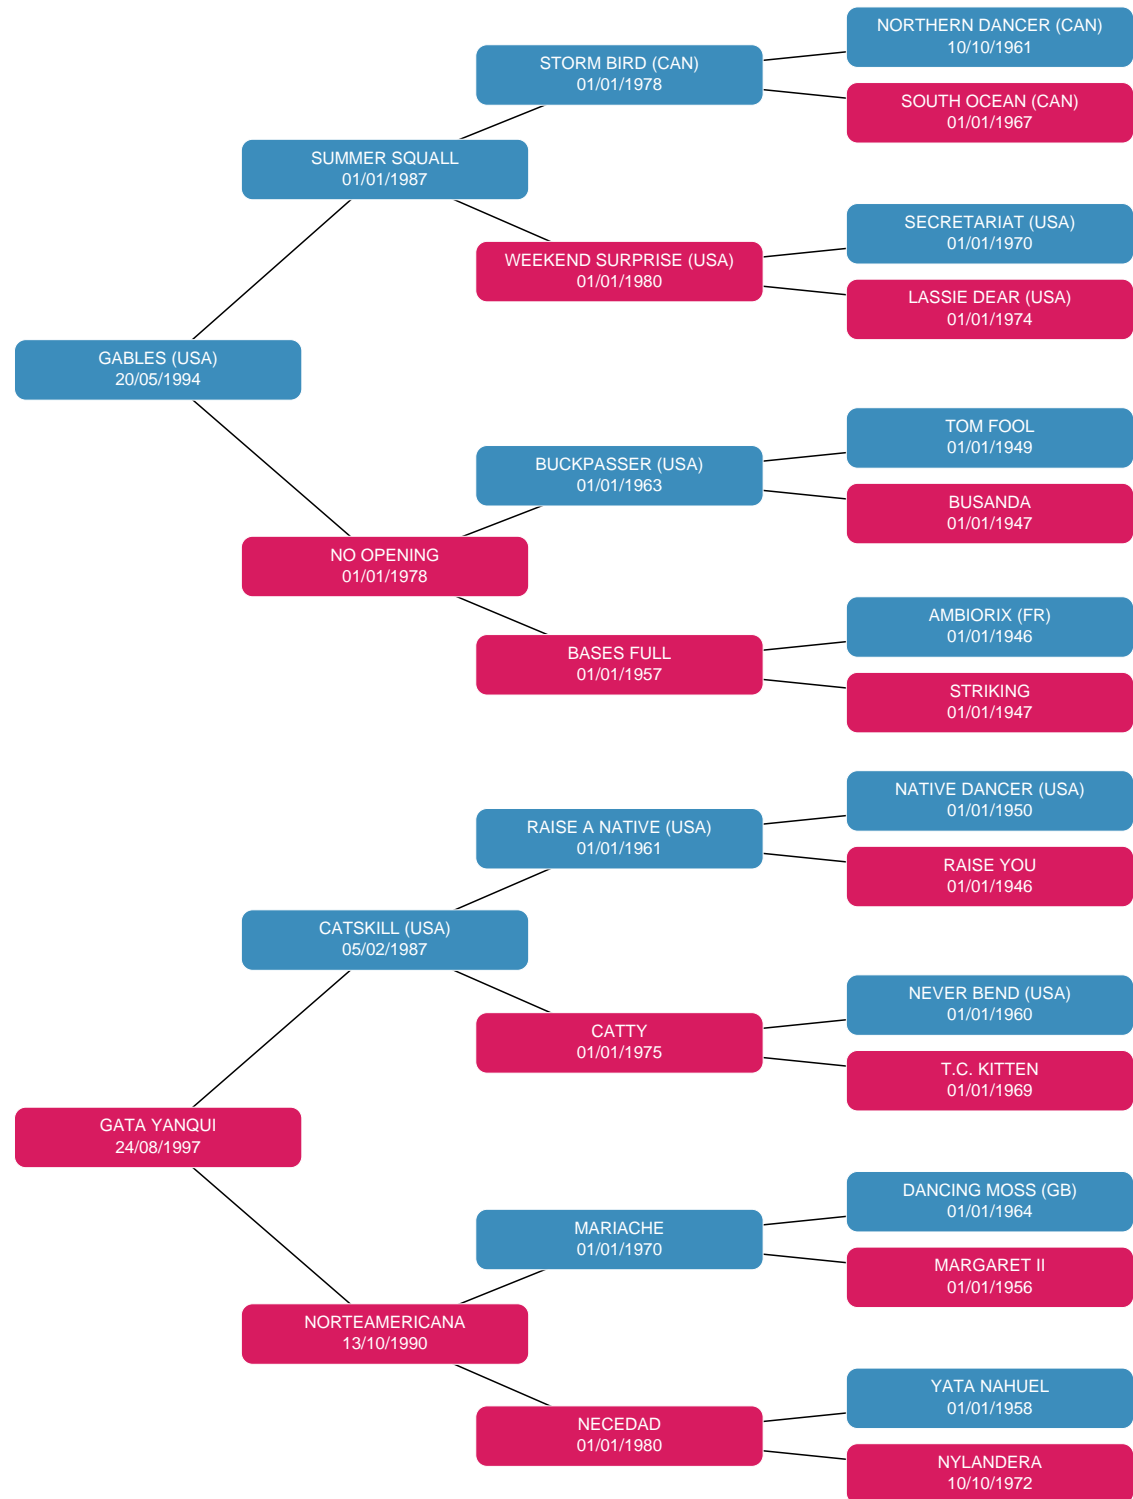 NORTHERN DANCER (CAN)
10/10/1961
STORM BIRD (CAN)
01/01/1978
SOUTH OCEAN (CAN)
01/01/1967
SUMMER SQUALL
01/01/1987
SECRETARIAT (USA)
01/01/1970
WEEKEND SURPRISE (USA)
01/01/1980
LASSIE DEAR (USA)
01/01/1974
GABLES (USA)
20/05/1994
TOM FOOL
01/01/1949
BUCKPASSER (USA)
01/01/1963
BUSANDA
01/01/1947
NO OPENING
01/01/1978
AMBIORIX (FR)
01/01/1946
BASES FULL
01/01/1957
STRIKING
01/01/1947
NATIVE DANCER (USA)
01/01/1950
RAISE A NATIVE (USA)
01/01/1961
RAISE YOU
01/01/1946
CATSKILL (USA)
05/02/1987
NEVER BEND (USA)
01/01/1960
CATTY
01/01/1975
T.C. KITTEN
01/01/1969
GATA YANQUI
24/08/1997
DANCING MOSS (GB)
01/01/1964
MARIACHE
01/01/1970
MARGARET II
01/01/1956
NORTEAMERICANA
13/10/1990
YATA NAHUEL
01/01/1958
NECEDAD
01/01/1980
NYLANDERA
10/10/1972